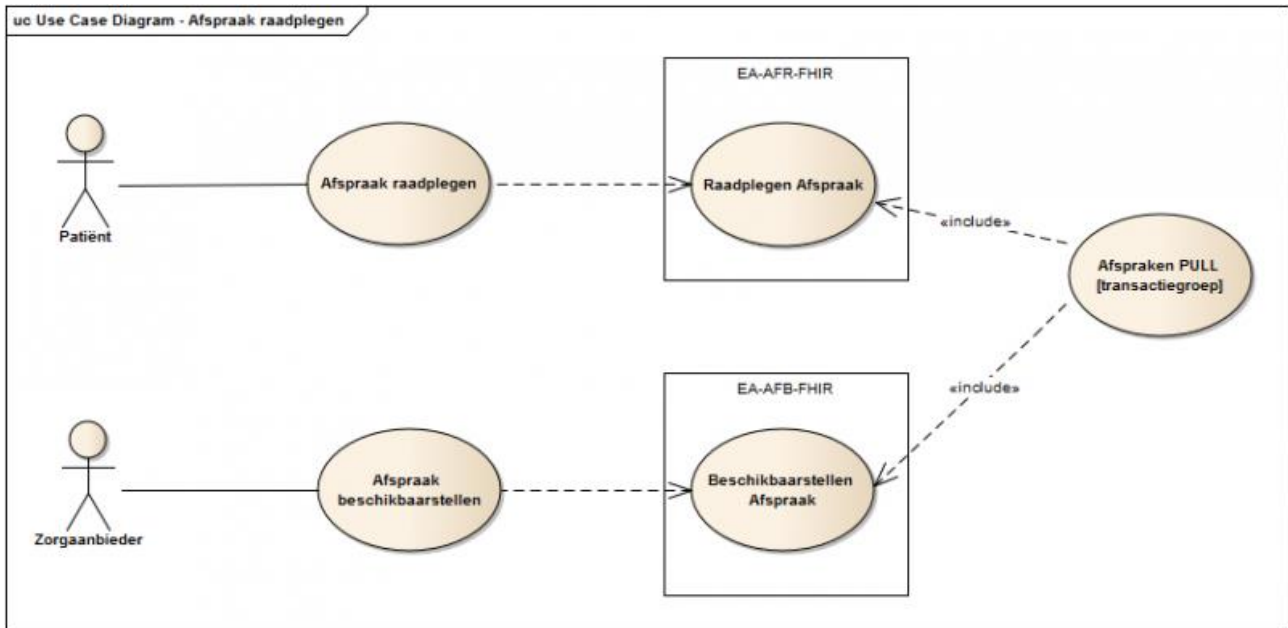 uc Use Case Diagram - Afspraak raadplegen
EA-AFR-FHIR
Patiënt
Afspraak raadplegen
Raadplegen Afspraak
«include»
Afspraken PULL
[transactiegroep]
EA-AFB-FHIR
«include»
Zorgaanbieder
Afspraak
beschikbaarstellen
Beschikbaarstellen
Afspraak